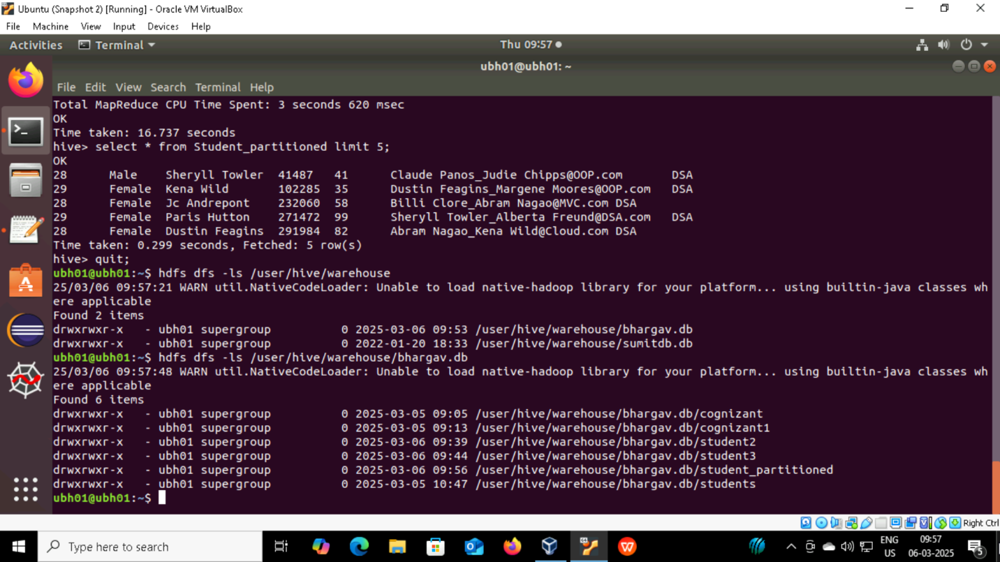 Ubuntu (Snapshot 2) [Running] - Oracle VM VirtualBox
File Machine View Input Devices Help
Activities Terminal Thu 09:57
ubh01@ubh01: ~
File Edit View Search Terminal Help
Total MapReduce CPU Time Spent: 3 seconds 620 msec
OK
Time taken: 16.737 seconds
hive> select * from Student_partitioned limit 5;
OK
28 Male Sheryll Towler 41487 41 Claude Panos_Judie Chipps@OOP.com DSA
29 Female Kena Wild 102285 35 Dustin Feagins_Margene Moores@OOP.com DSA
28 Female Jc Andrepont 232060 58 Billi Clore_Abram Nagao@MVC.com DSA
29 Female Paris Hutton 271472 99 Sheryll Towler_Alberta Freund@DSA.com DSA
28 Female Dustin Feagins 291984 82 Abram Nagao_Kena Wild@Cloud.com DSA
Time taken: 0.299 seconds, Fetched: 5 row(s)
hive> quit;
ubh01@ubh01:~$ hdfs dfs -ls /user/hive/warehouse
25/03/06 09:57:21 WARN util.NativeCodeLoader: Unable to load native-hadoop library for your platform... using builtin-java classes wh
ere applicable
Found 2 items
drwxrwxr-x - ubh01 supergroup 0 2025-03-06 09:53 /user/hive/warehouse/bhargav.db
drwxrwxr-x - ubh01 supergroup 0 2022-01-20 18:33 /user/hive/warehouse/sumitdb.db
ubh01@ubh01:~$ hdfs dfs -ls /user/hive/warehouse/bhargav.db
25/03/06 09:57:48 WARN util.NativeCodeLoader: Unable to load native-hadoop library for your platform... using builtin-java classes wh
ere applicable
Found 6 items
drwxrwxr-x - ubh01 supergroup 0 2025-03-05 09:05 /user/hive/warehouse/bhargav.db/cognizant
drwxrwxr-x - ubh01 supergroup 0 2025-03-05 09:13 /user/hive/warehouse/bhargav.db/cognizant1
drwxrwxr-x - ubh01 supergroup 0 2025-03-06 09:39 /user/hive/warehouse/bhargav.db/student2
drwxrwxr-x - ubh01 supergroup 0 2025-03-06 09:44 /user/hive/warehouse/bhargav.db/student3
drwxrwxr-x - ubh01 supergroup 0 2025-03-06 09:56 /user/hive/warehouse/bhargav.db/student_partitioned
drwxrwxr-x - ubh01 supergroup 0 2025-03-05 10:47 /user/hive/warehouse/bhargav.db/students
ubh01@ubh01:~$
Right Ctrl
Type here to search
ENG
US
09:57
06-03-2025
5